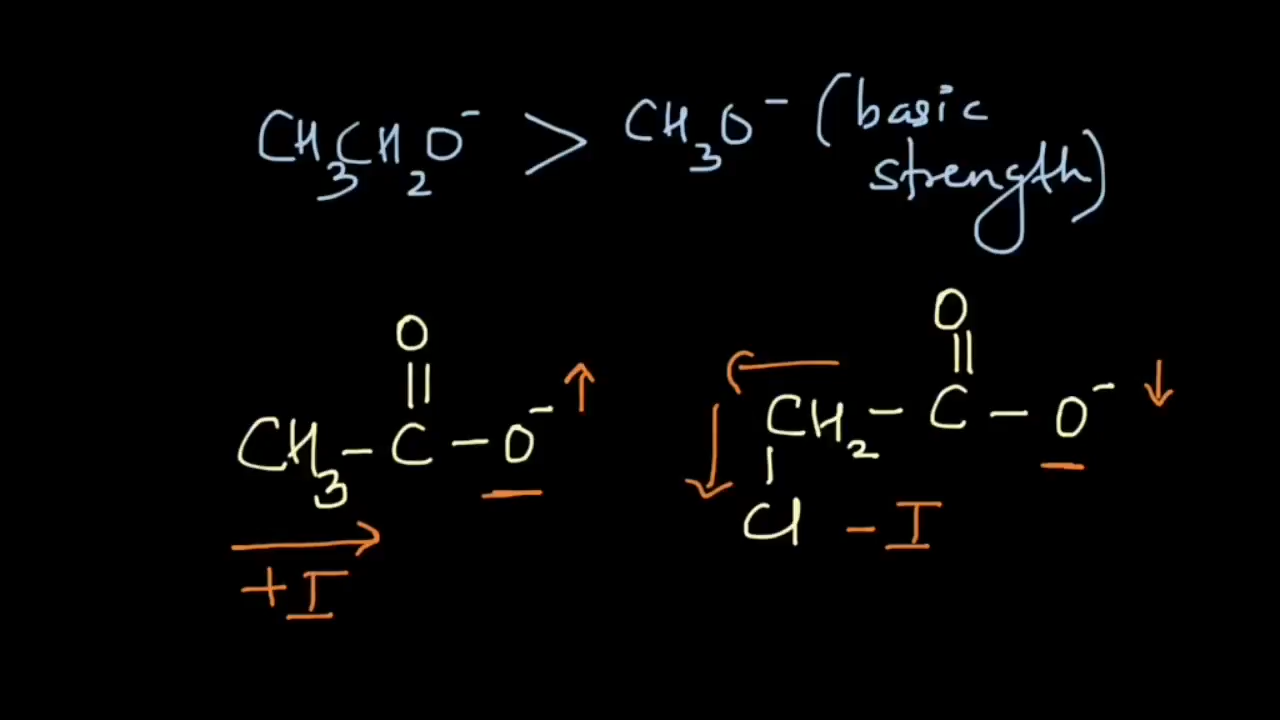 CH₃CH₂O⁻ > CH₃O⁻ (basic
strength)
O
||
CH₃-C-O⁻ ↑
+I
O
||
CH₂-C-O⁻ ↓
|
Cl -I